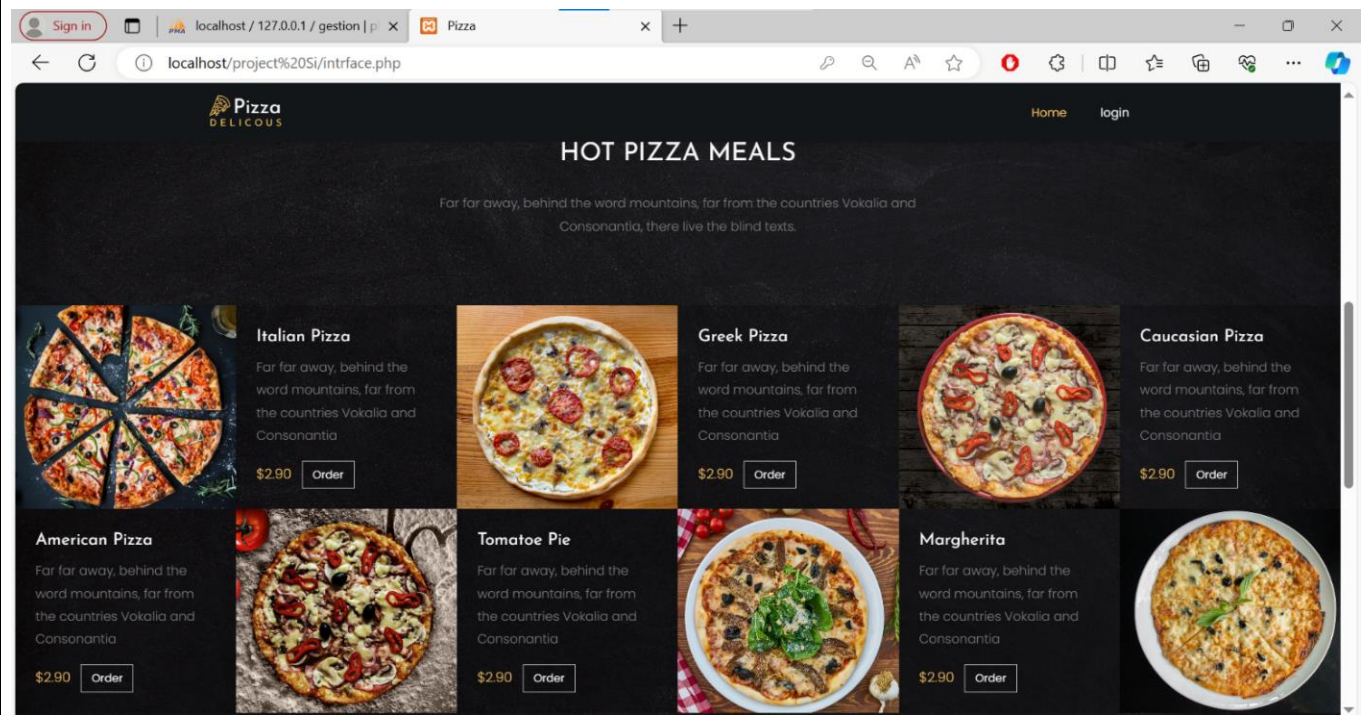 Sign in
localhost / 127.0.0.1 / gestion | p
Pizza
localhost/project%20Si/intrface.php
Pizza
DELICOUS
Home
login
HOT PIZZA MEALS
Far far away, behind the word mountains, far from the countries Vokalia and
Consonantia, there live the blind texts.
Italian Pizza
Far far away, behind the
word mountains, far from
the countries Vokalia and
Consonantia
$2.90
Order
Greek Pizza
Far far away, behind the
word mountains, far from
the countries Vokalia and
Consonantia
$2.90
Order
Caucasian Pizza
Far far away, behind the
word mountains, far from
the countries Vokalia and
Consonantia
$2.90
Order
American Pizza
Far far away, behind the
word mountains, far from
the countries Vokalia and
Consonantia
$2.90
Order
Tomatoe Pie
Far far away, behind the
word mountains, far from
the countries Vokalia and
Consonantia
$2.90
Order
Margherita
Far far away, behind the
word mountains, far from
the countries Vokalia and
Consonantia
$2.90
Order